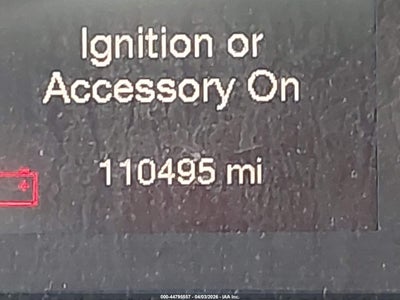 Ignition or
Accessory On
110495 mi
000-44795557 - 04/03/2026 - IAA Inc.